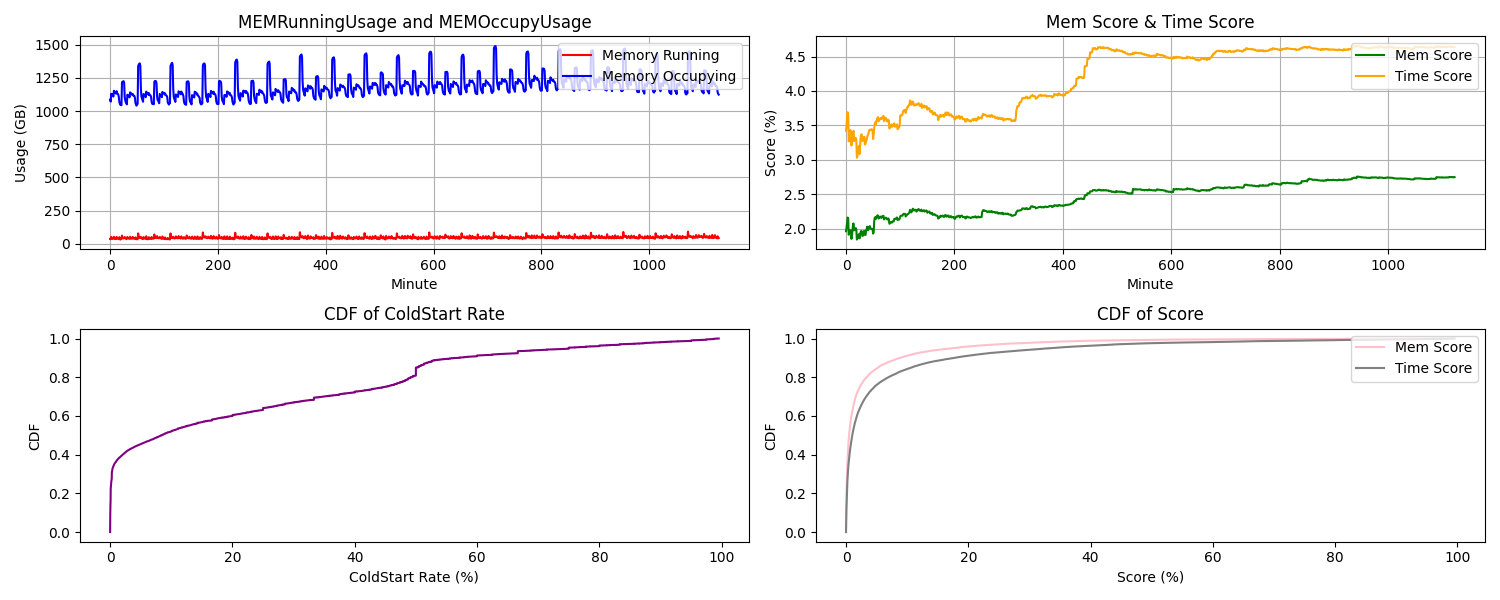 MEMRunningUsage and MEMOccupyUsage
Usage (GB)
1500
1250
1000
750
500
250
0
Memory Running
Memory Occupying
0 200 400 600 800 1000
Minute
Mem Score & Time Score
Score (%)
4.5
4.0
3.5
3.0
2.5
2.0
Mem Score
Time Score
0 200 400 600 800 1000
Minute
CDF of ColdStart Rate
CDF
1.0
0.8
0.6
0.4
0.2
0.0
0 20 40 60 80 100
ColdStart Rate (%)
CDF of Score
CDF
1.0
0.8
0.6
0.4
0.2
0.0
Mem Score
Time Score
0 20 40 60 80 100
Score (%)